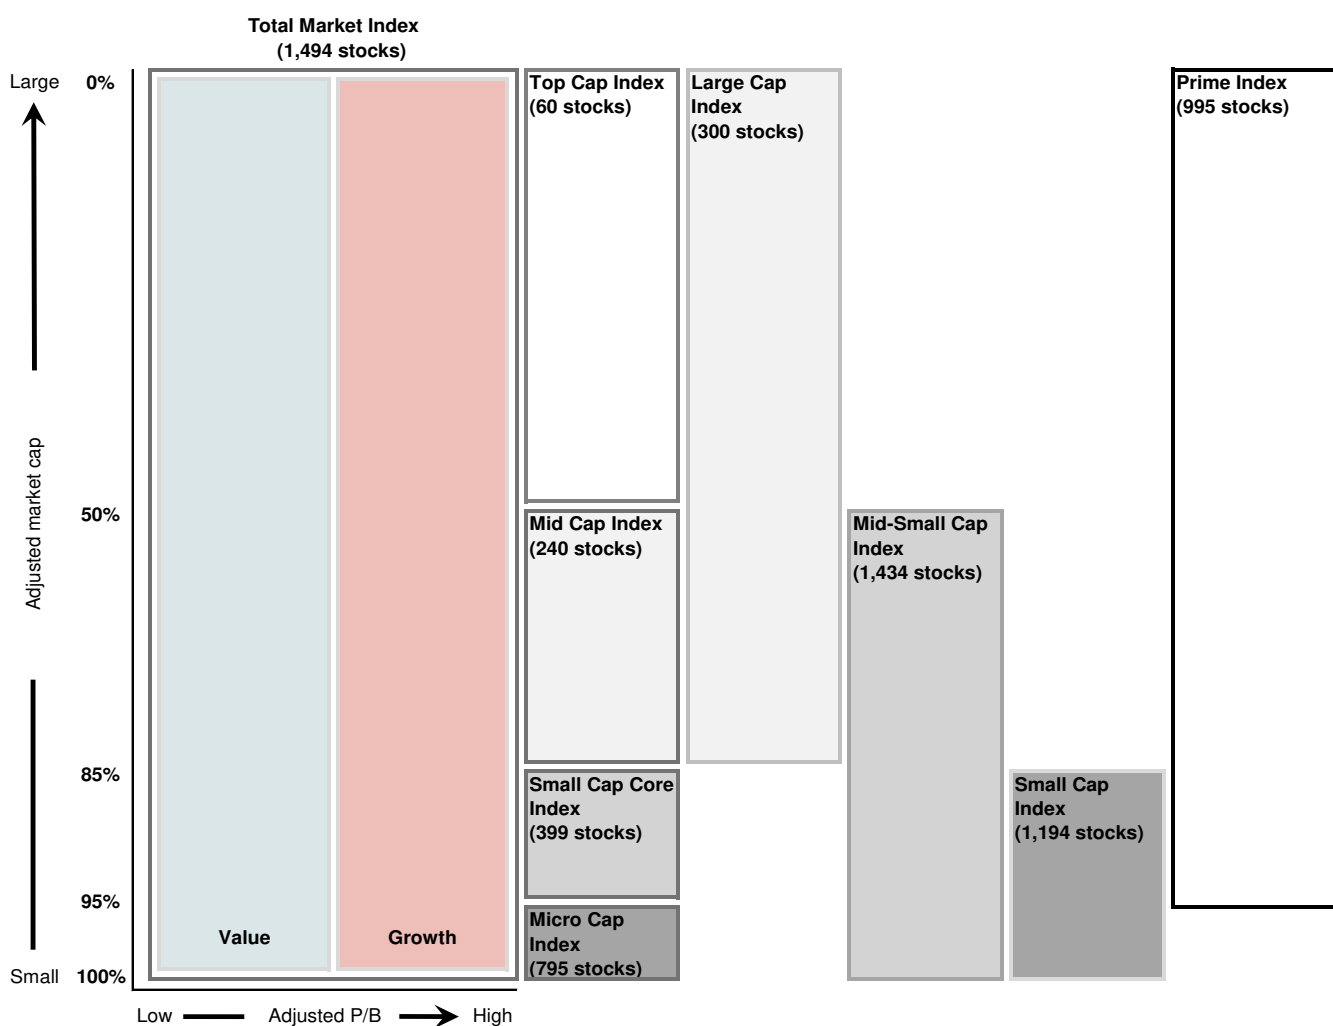 Total Market Index
(1,494 stocks)
Large
0%
Top Cap Index
(60 stocks)
Large Cap
Index
(300 stocks)
Prime Index
(995 stocks)
Adjusted market cap
50%
Mid Cap Index
(240 stocks)
Mid-Small Cap
Index
(1,434 stocks)
85%
Small Cap Core
Index
(399 stocks)
Small Cap
Index
(1,194 stocks)
95%
Micro Cap
Index
(795 stocks)
Value
Growth
Small
100%
Low
Adjusted P/B
High